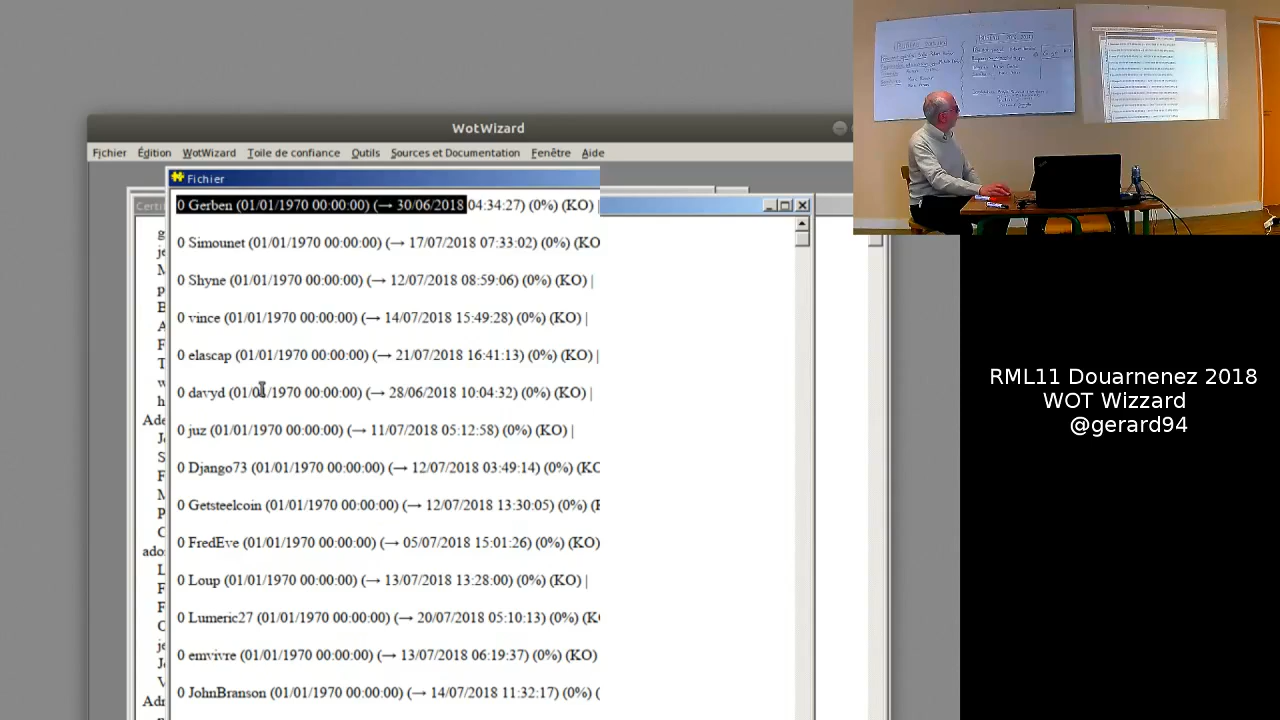 WotWizard
Fichier Édition WotWizard Toile de confiance Outils Sources et Documentation Fenêtre Aide
Fichier
0 Gerben (01/01/1970 00:00:00) (→ 30/06/2018 04:34:27) (0%) (KO) |
0 Simounet (01/01/1970 00:00:00) (→ 17/07/2018 07:33:02) (0%) (KO
0 Shyne (01/01/1970 00:00:00) (→ 12/07/2018 08:59:06) (0%) (KO) |
0 vince (01/01/1970 00:00:00) (→ 14/07/2018 15:49:28) (0%) (KO) |
0 elascap (01/01/1970 00:00:00) (→ 21/07/2018 16:41:13) (0%) (KO) |
0 davyd (01/01/1970 00:00:00) (→ 28/06/2018 10:04:32) (0%) (KO) |
0 juz (01/01/1970 00:00:00) (→ 11/07/2018 05:12:58) (0%) (KO) |
0 Django73 (01/01/1970 00:00:00) (→ 12/07/2018 03:49:14) (0%) (KO
0 Getsteelcoin (01/01/1970 00:00:00) (→ 12/07/2018 13:30:05) (0%) (
0 FredEve (01/01/1970 00:00:00) (→ 05/07/2018 15:01:26) (0%) (KO)
0 Loup (01/01/1970 00:00:00) (→ 13/07/2018 13:28:00) (0%) (KO) |
0 Lumeric27 (01/01/1970 00:00:00) (→ 20/07/2018 05:10:13) (0%) (KO
0 emvivre (01/01/1970 00:00:00) (→ 13/07/2018 06:19:37) (0%) (KO)
0 JohnBranson (01/01/1970 00:00:00) (→ 14/07/2018 11:32:17) (0%) (
RML11 Douarnenez 2018
WOT Wizzard
@gerard94